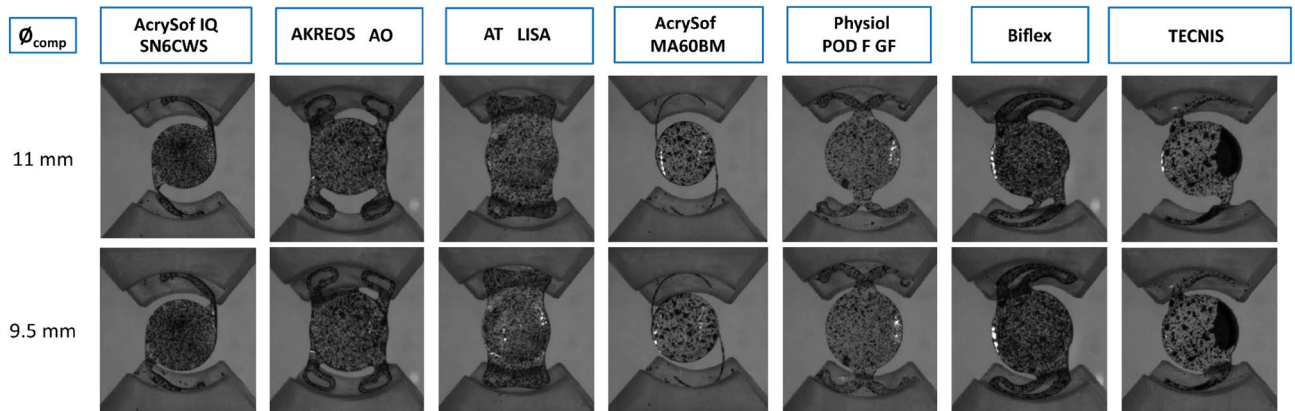 Øcomp
AcrySof IQ
SN6CWS
AKREOS AO
AT LISA
AcrySof
MA60BM
Physiol
POD F GF
Biflex
TECNIS
11 mm
9.5 mm